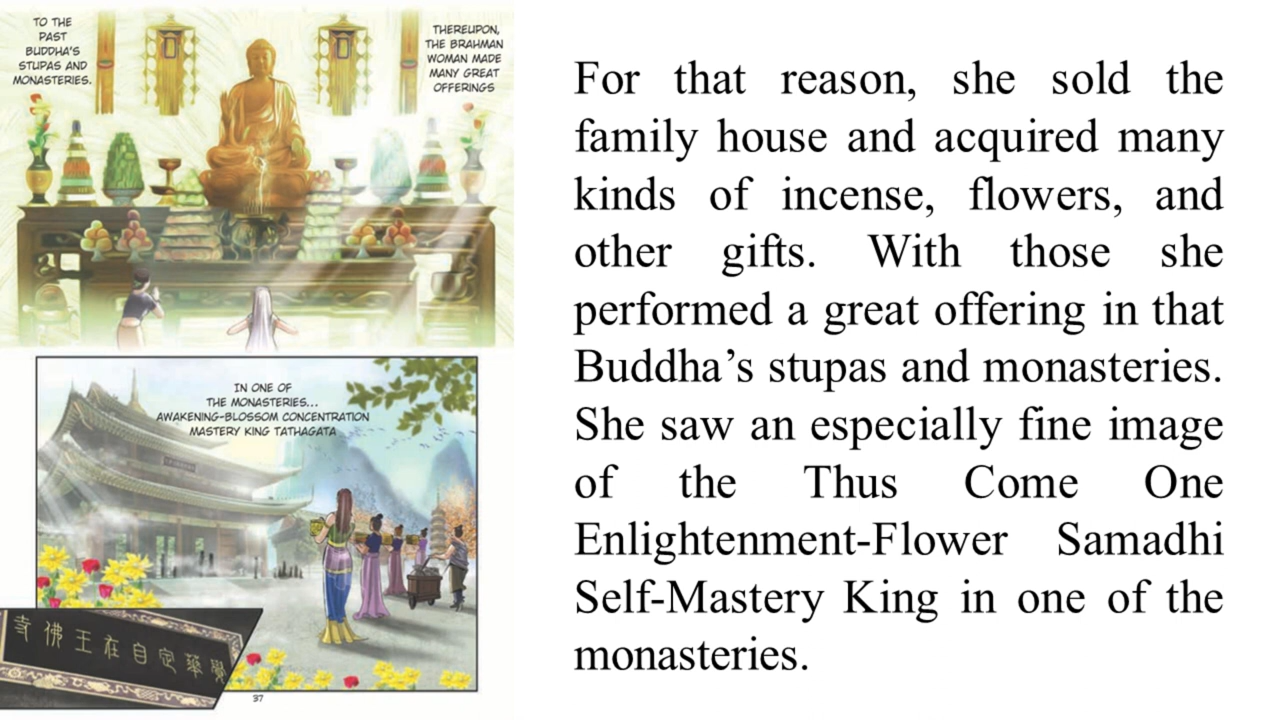 TO THE
PAST
BUDDHA'S
STUPAS AND
MONASTERIES.
THEREUPON,
THE BRAHMAN
WOMAN MADE
MANY GREAT
OFFERINGS
IN ONE OF
THE MONASTERIES...
AWAKENING-BLOSSOM CONCENTRATION
MASTERY KING TATHAGATA
寺佛王在自定華覺
37
For that reason, she sold the
family house and acquired many
kinds of incense, flowers, and
other gifts. With those she
performed a great offering in that
Buddha’s stupas and monasteries.
She saw an especially fine image
of the Thus Come One
Enlightenment-Flower Samadhi
Self-Mastery King in one of the
monasteries.